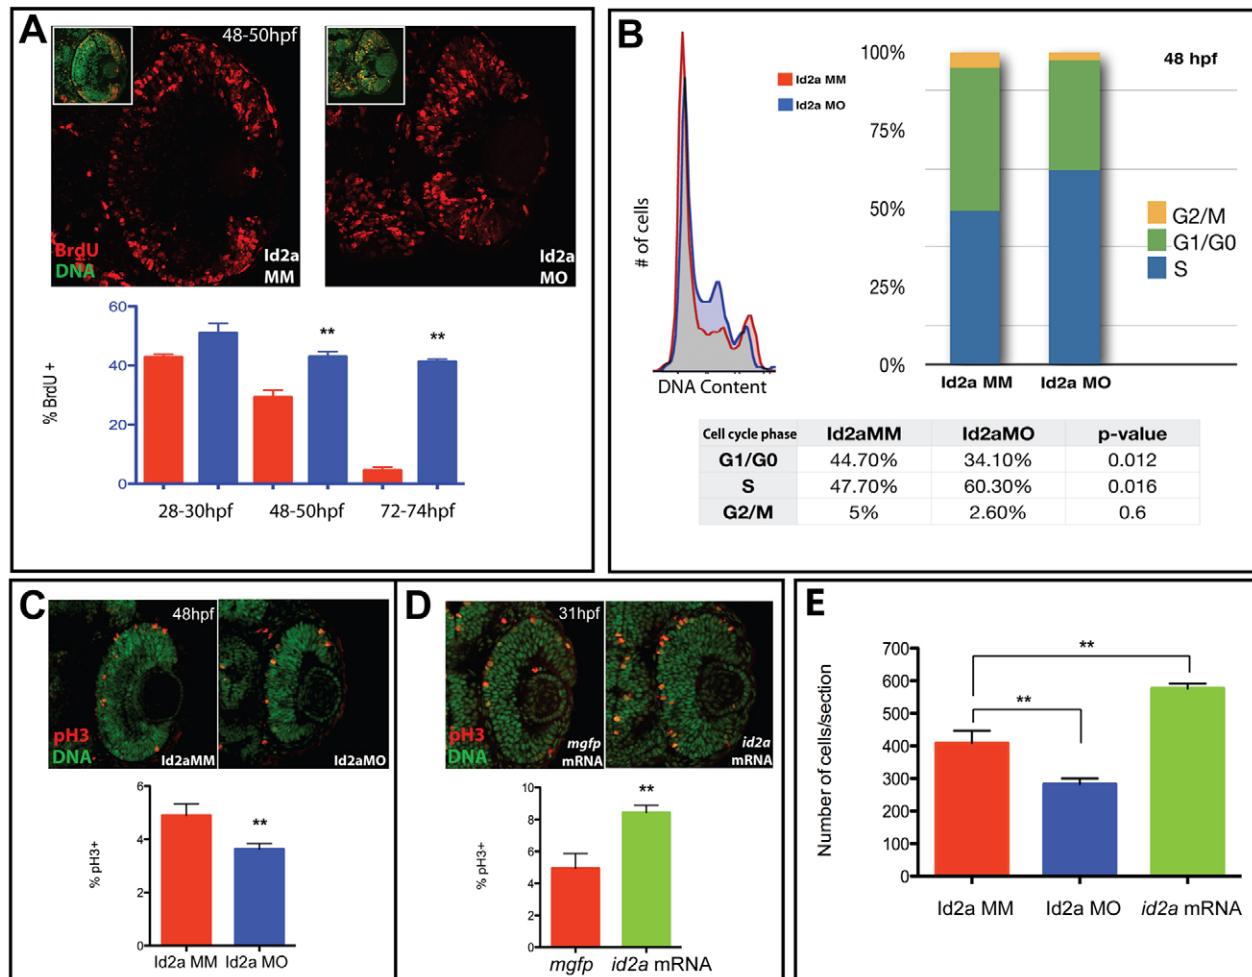 A
48-50hpf
BrdU
DNA
Id2a
MM
Id2a
MO
60
40
20
0
% BrdU +
**
**
28-30hpf
48-50hpf
72-74hpf
B
Id2a MM
Id2a MO
# of cells
DNA Content
100%
75%
50%
25%
0%
48 hpf
G2/M
G1/G0
S
Id2a MM
Id2a MO
Cell cycle phase Id2aMM Id2aMO p-value
G1/G0 44.70% 34.10% 0.012
S 47.70% 60.30% 0.016
G2/M 5% 2.60% 0.6
C
48hpf
pH3
DNA
Id2aMM
Id2aMO
6
4
2
0
% pH3+
**
Id2a MM Id2a MO
D
31hpf
pH3
DNA
mgfp
mRNA
id2a
mRNA
10
8
6
4
2
0
% pH3+
**
mgfp id2a mRNA
E
700
600
500
400
300
200
100
0
Number of cells/section
**
**
Id2a MM Id2a MO id2a mRNA